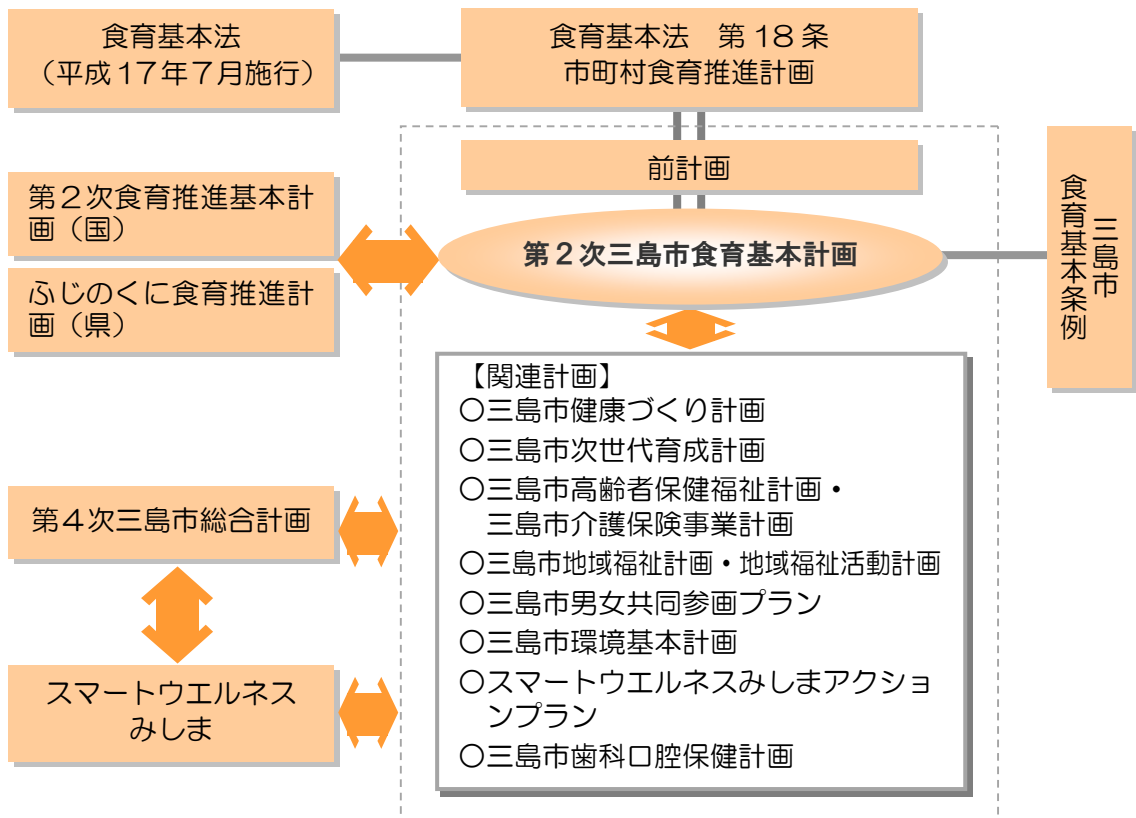 食育基本法
（平成17年７月施行）
食育基本法　第18条
市町村食育推進計画
前計画
第２次食育推進基本計
画（国）
ふじのくに食育推進計
画（県）
第２次三島市食育基本計画
三島市
食育基本条例
【関連計画】
○三島市健康づくり計画
○三島市次世代育成計画
○三島市高齢者保健福祉計画・
三島市介護保険事業計画
○三島市地域福祉計画・地域福祉活動計画
○三島市男女共同参画プラン
○三島市環境基本計画
○スマートウエルネスみしまアクショ
ンプラン
○三島市歯科口腔保健計画
第４次三島市総合計画
スマートウエルネス
みしま